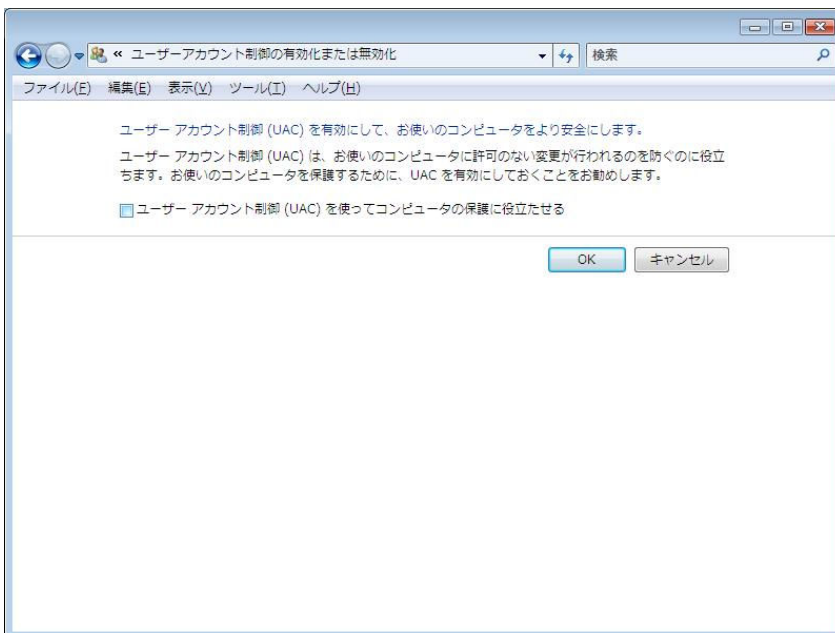 « ユーザーアカウント制御の有効化または無効化
検索
ファイル(F) 編集(E) 表示(V) ツール(T) ヘルプ(H)
ユーザー アカウント制御 (UAC) を有効にして、お使いのコンピュータをより安全にします。
ユーザー アカウント制御 (UAC) は、お使いのコンピュータに許可のない変更が行われるのを防ぐのに役立
ちます。お使いのコンピュータを保護するために、UAC を有効にしておくことをお勧めします。
ユーザー アカウント制御 (UAC) を使ってコンピュータの保護に役立たせる
OK キャンセル